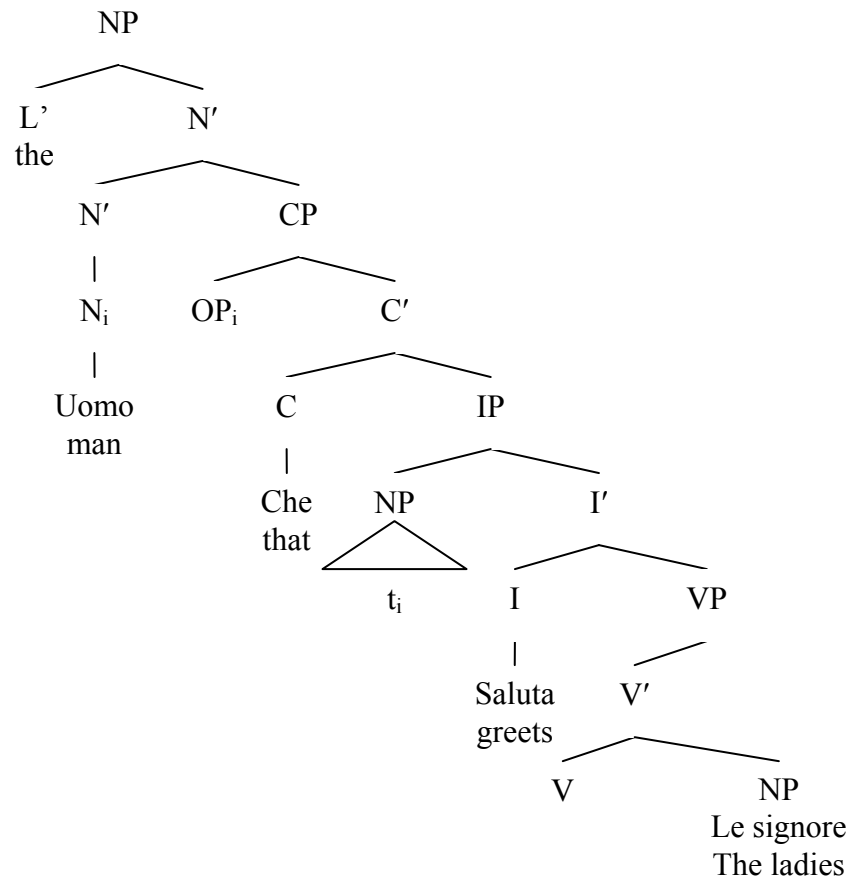 NP
L’ N′
the
N′ CP
Nᵢ OPᵢ C′
Uomo C IP
man
Che NP I′
that
tᵢ I VP
Saluta V′
greets
V NP
Le signore
The ladies